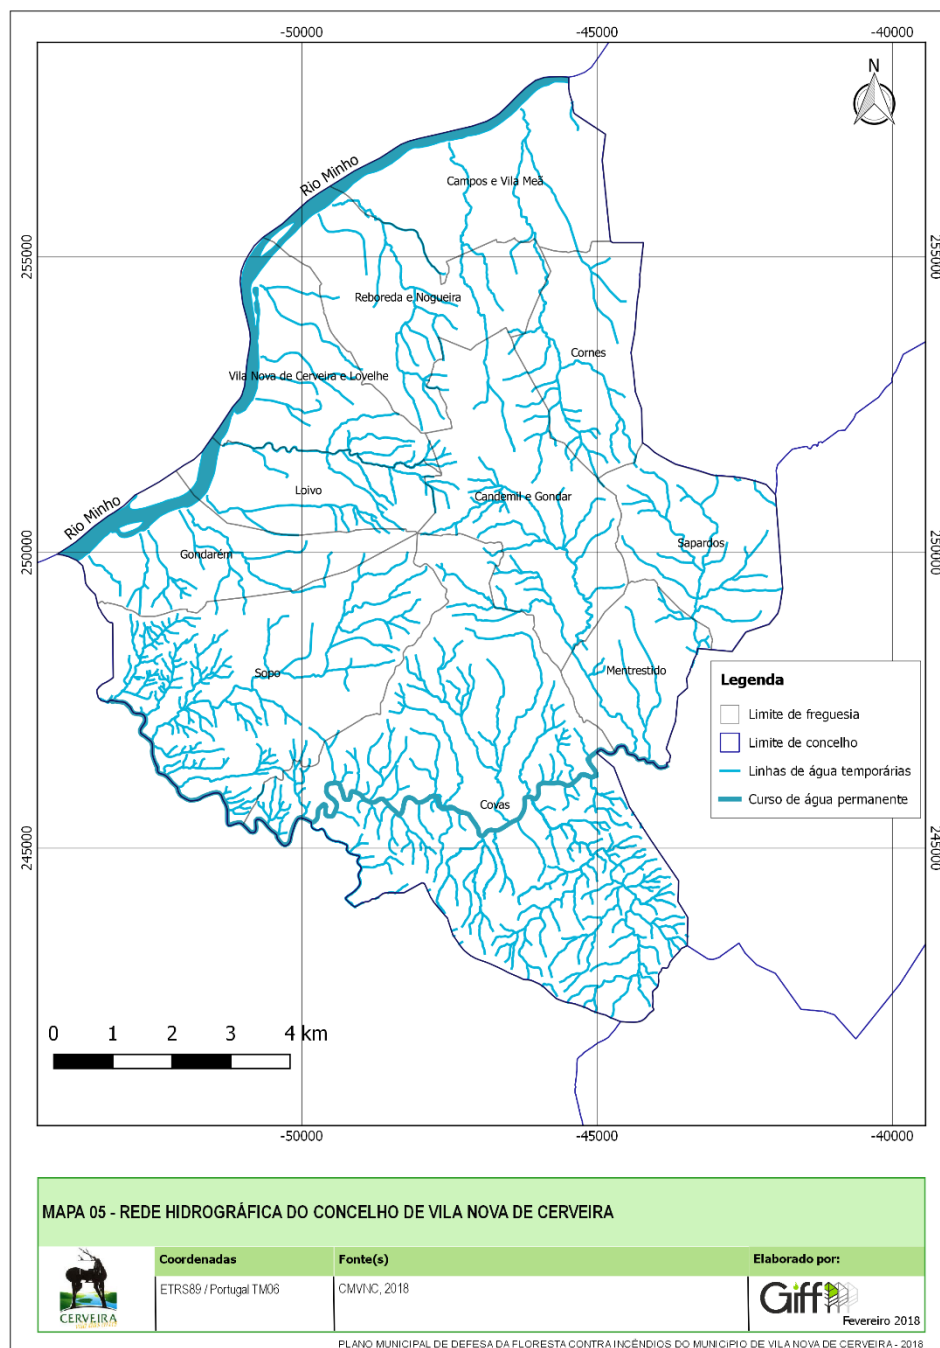 -50000
-45000
-40000
N
Rio Minho
Campos e Vila Meã
255000
255000
Reboreda e Nogueira
Cornes
Vila Nova de Cerveira e Lovelhe
Loivo
Candemil e Gondar
Rio Minho
Sapardos
Gondarém
250000
250000
Sopo
Mentrestido
Legenda
Limite de freguesia
Limite de concelho
Linhas de água temporárias
Curso de água permanente
Covas
245000
245000
0 1 2 3 4 km
-50000
-45000
-40000
MAPA 05 - REDE HIDROGRÁFICA DO CONCELHO DE VILA NOVA DE CERVEIRA
Coordenadas
Fonte(s)
Elaborado por:
ETRS89 / Portugal TM06
CMVNC, 2018
CERVEIRA
Giff
Fevereiro 2018
PLANO MUNICIPAL DE DEFESA DA FLORESTA CONTRA INCÊNDIOS DO MUNICIPIO DE VILA NOVA DE CERVEIRA - 2018